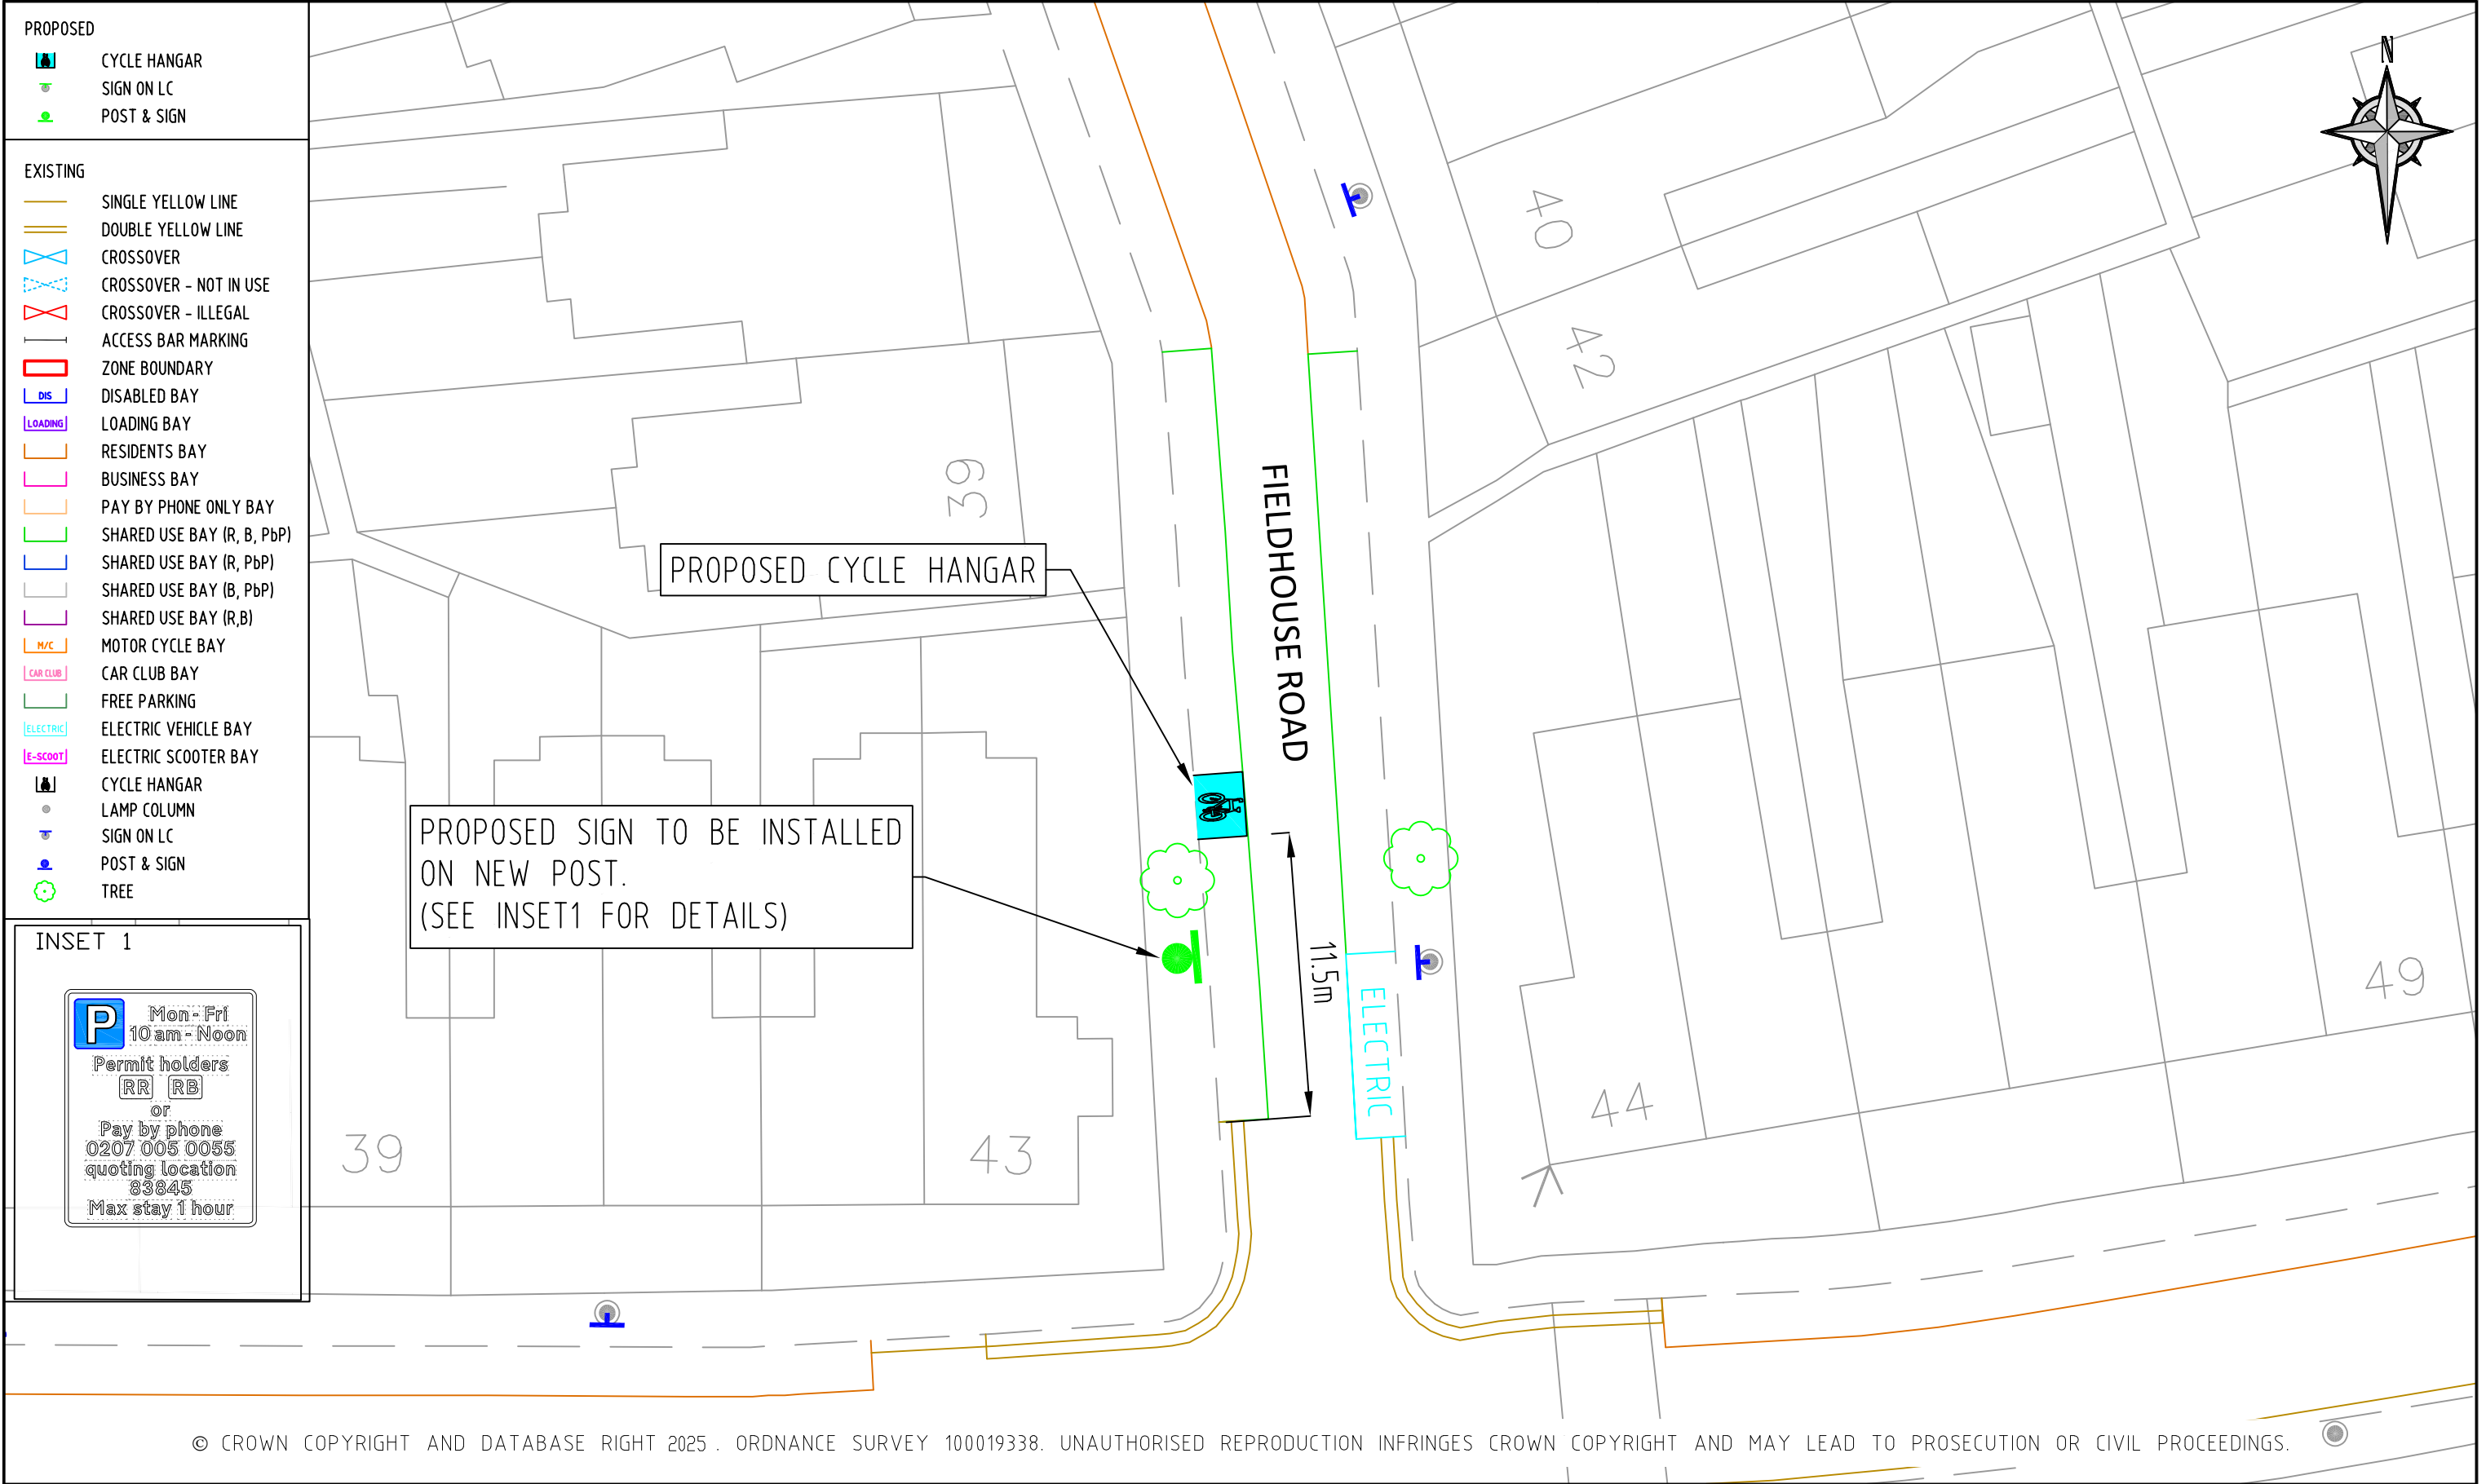 PROPOSED
CYCLE HANGAR
SIGN ON LC
POST & SIGN
EXISTING
SINGLE YELLOW LINE
DOUBLE YELLOW LINE
CROSSOVER
CROSSOVER - NOT IN USE
CROSSOVER - ILLEGAL
ACCESS BAR MARKING
ZONE BOUNDARY
DIS DISABLED BAY
LOADING LOADING BAY
RESIDENTS BAY
BUSINESS BAY
PAY BY PHONE ONLY BAY
SHARED USE BAY (R, B, PbP)
SHARED USE BAY (R, PbP)
SHARED USE BAY (B, PbP)
SHARED USE BAY (R,B)
M/C MOTOR CYCLE BAY
CAR CLUB CAR CLUB BAY
FREE PARKING
ELECTRIC ELECTRIC VEHICLE BAY
E-SCOOT ELECTRIC SCOOTER BAY
CYCLE HANGAR
LAMP COLUMN
SIGN ON LC
POST & SIGN
TREE
INSET 1
P Mon - Fri
10 am - Noon
Permit holders
RR RB
or
Pay by phone
0207 005 0055
quoting location
83845
Max stay 1 hour
N
40
42
39
PROPOSED CYCLE HANGAR
FIELDHOUSE ROAD
PROPOSED SIGN TO BE INSTALLED
ON NEW POST.
(SEE INSET1 FOR DETAILS)
11.5m
ELECTRIC
49
44
39
43
© CROWN COPYRIGHT AND DATABASE RIGHT 2025 . ORDNANCE SURVEY 100019338. UNAUTHORISED REPRODUCTION INFRINGES CROWN COPYRIGHT AND MAY LEAD TO PROSECUTION OR CIVIL PROCEEDINGS.